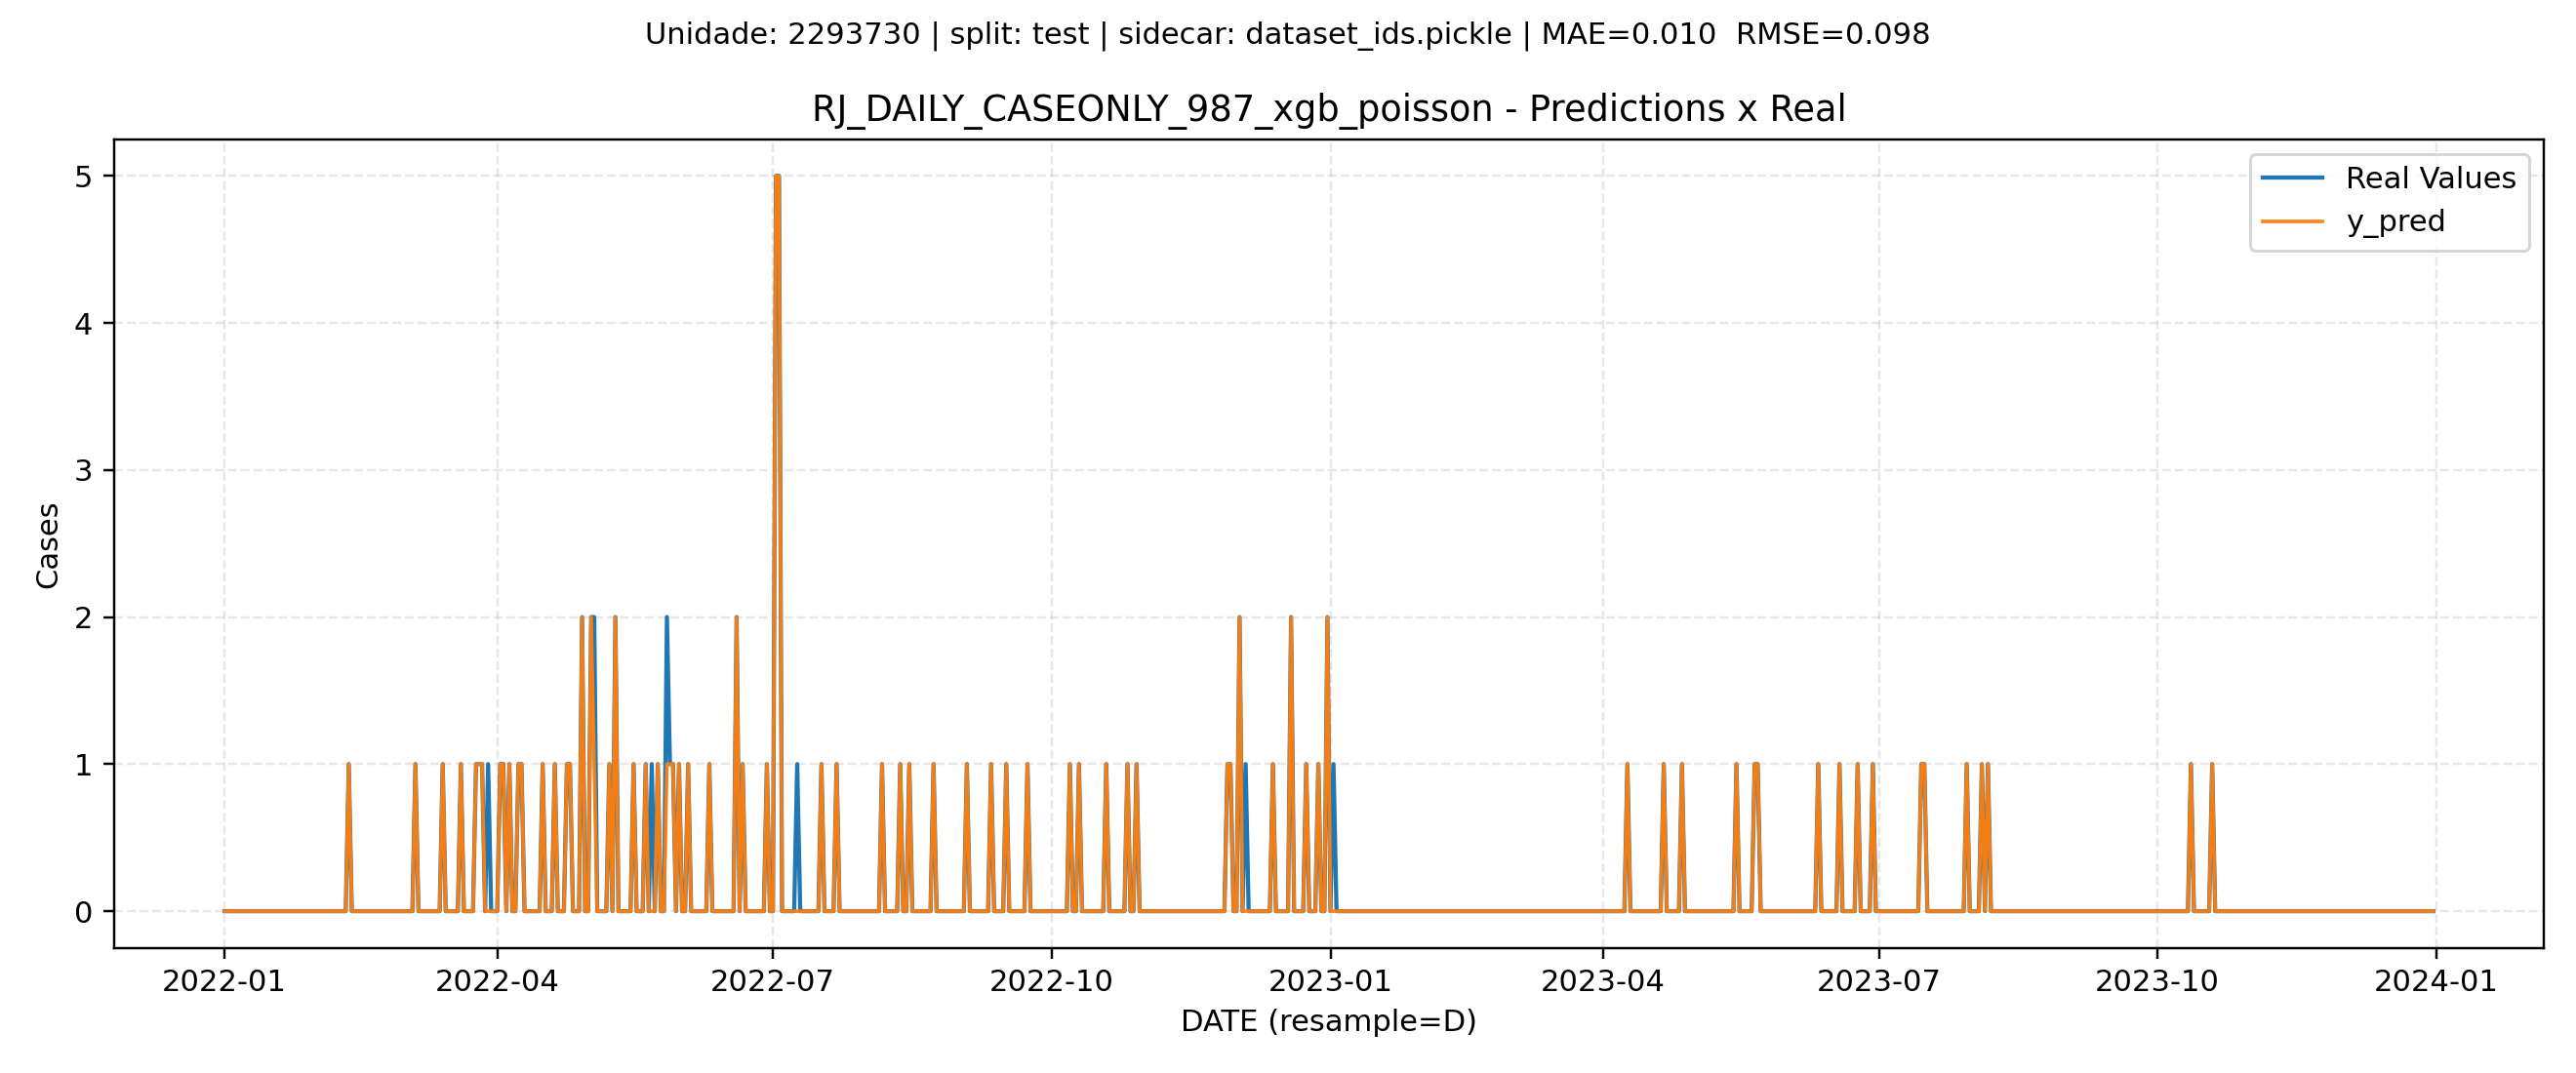 Unidade: 2293730 | split: test | sidecar: dataset_ids.pickle | MAE=0.010  RMSE=0.098
RJ_DAILY_CASEONLY_987_xgb_poisson - Predictions x Real
Real Values
y_pred
5
4
3
2
1
0
Cases
2022-01
2022-04
2022-07
2022-10
2023-01
2023-04
2023-07
2023-10
2024-01
DATE (resample=D)